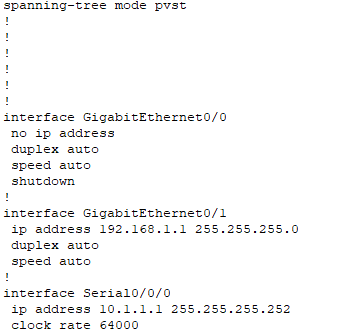 spanning-tree mode pvst
!
!
!
!
!
!
interface GigabitEthernet0/0
 no ip address
 duplex auto
 speed auto
 shutdown
!
interface GigabitEthernet0/1
 ip address 192.168.1.1 255.255.255.0
 duplex auto
 speed auto
!
interface Serial0/0/0
 ip address 10.1.1.1 255.255.255.252
 clock rate 64000